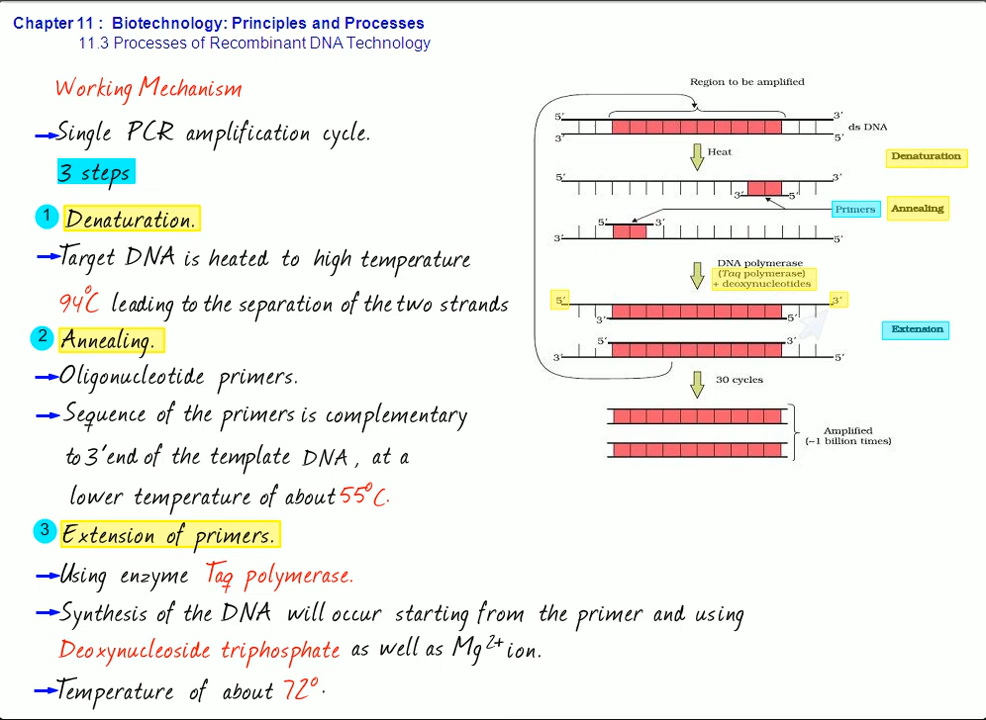 Chapter 11 : Biotechnology: Principles and Processes
11.3 Processes of Recombinant DNA Technology
Working Mechanism
Single PCR amplification cycle.
3 steps
1 Denaturation.
Target DNA is heated to high temperature
94°C leading to the separation of the two strands
2 Annealing.
Oligonucleotide primers.
Sequence of the primers is complementary
to 3' end of the template DNA, at a
lower temperature of about 55°C.
3 Extension of primers.
Using enzyme Taq polymerase.
Synthesis of the DNA will occur starting from the primer and using
Deoxynucleoside triphosphate as well as Mg2+ ion.
Temperature of about 72°.
Region to be amplified
5' 3'
ds DNA
3' 5'
Heat
Denaturation
5' 3'
3' 5'
Primers
Annealing
5' 3'
3' 5'
DNA polymerase
(Taq polymerase)
+ deoxynucleotides
5' 3'
3' 5'
Extension
5' 3'
3' 5'
30 cycles
Amplified
(~1 billion times)